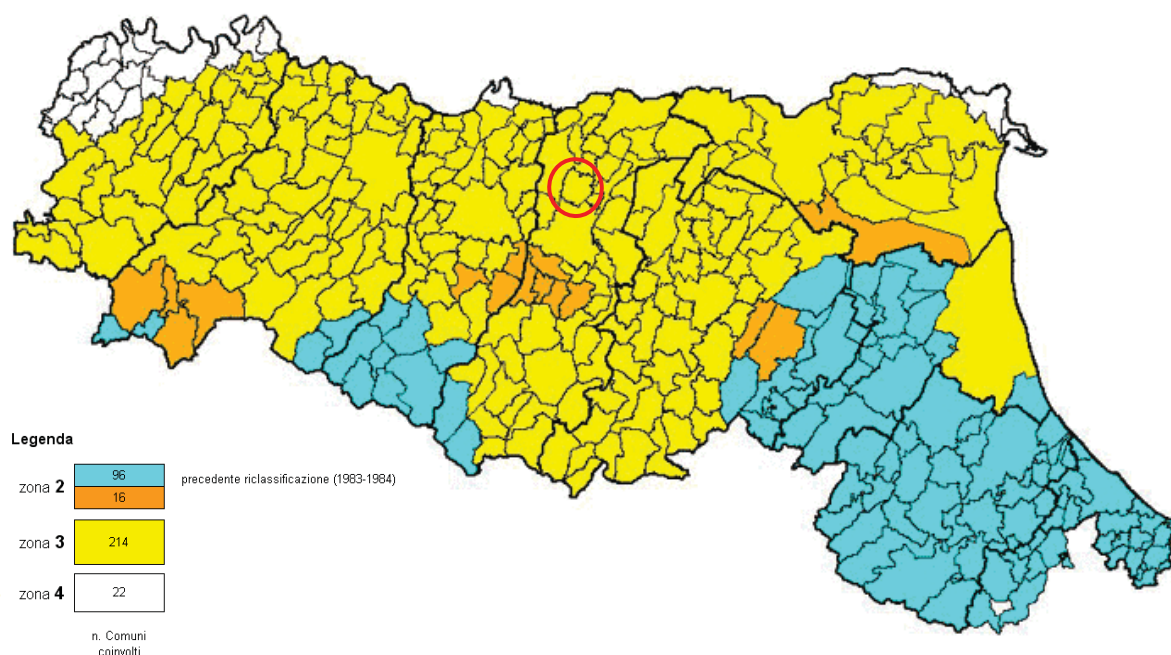 Legenda
zona 2
96
precedente riclassificazione (1983-1984)
16
zona 3
214
zona 4
22
n. Comuni
coinvolti